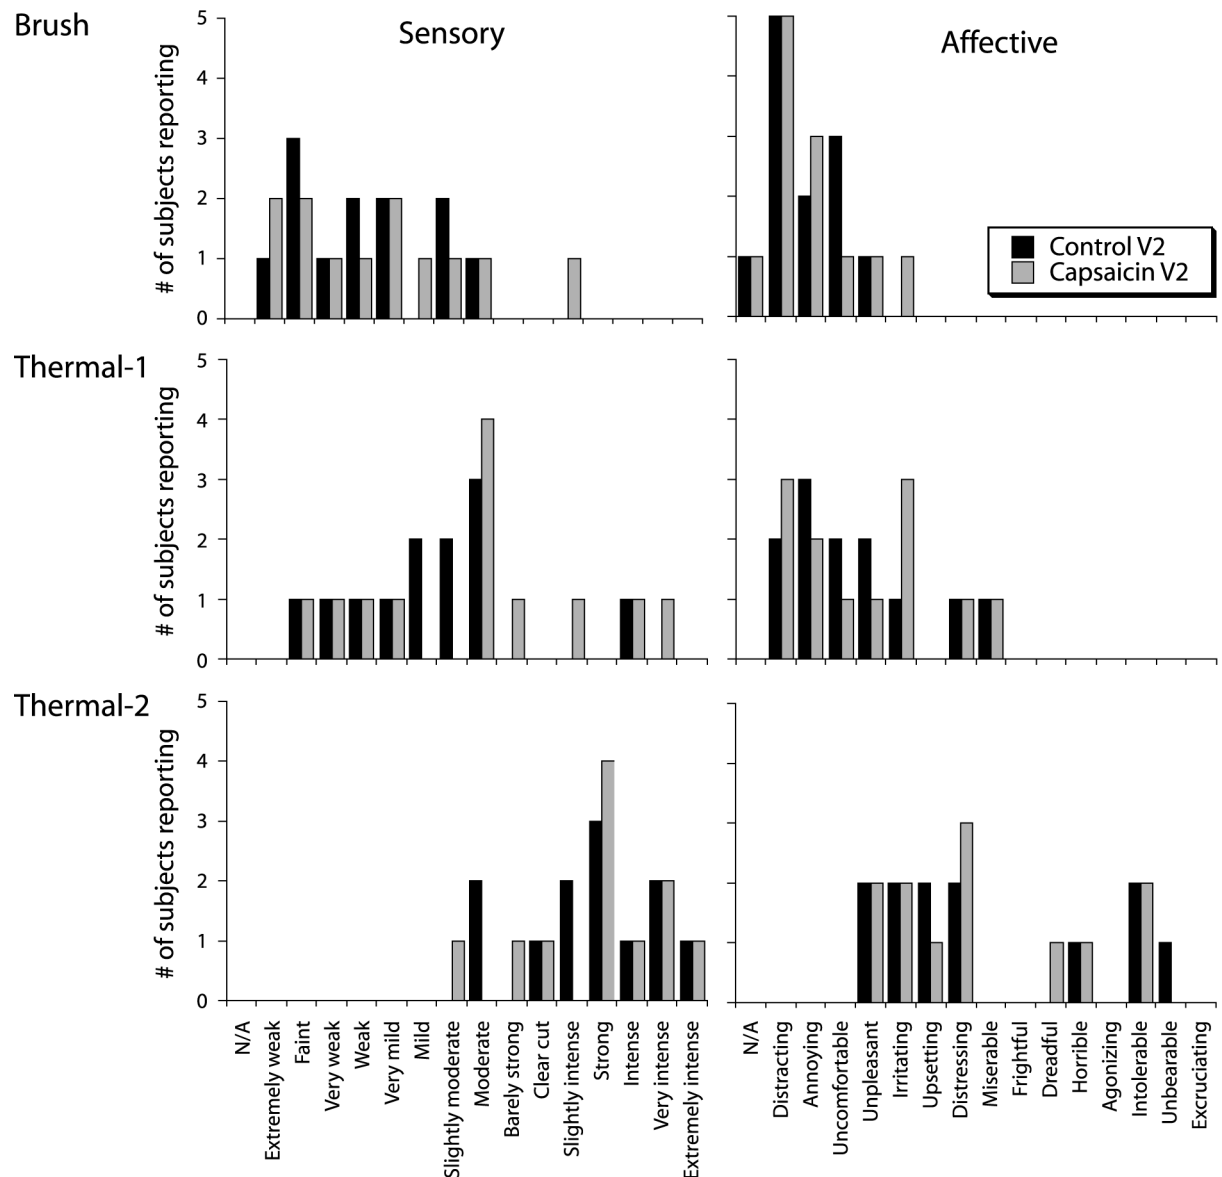 Brush
Sensory
Affective
# of subjects reporting
5
4
3
2
1
0
Control V2
Capsaicin V2
Thermal-1
# of subjects reporting
5
4
3
2
1
0
Thermal-2
# of subjects reporting
5
4
3
2
1
0
N/A
Extremely weak
Faint
Very weak
Weak
Very mild
Mild
Slightly moderate
Moderate
Barely strong
Clear cut
Slightly intense
Strong
Intense
Very intense
Extremely intense
N/A
Distracting
Annoying
Uncomfortable
Unpleasant
Irritating
Upsetting
Distressing
Miserable
Frightful
Dreadful
Horrible
Agonizing
Intolerable
Unbearable
Excruciating